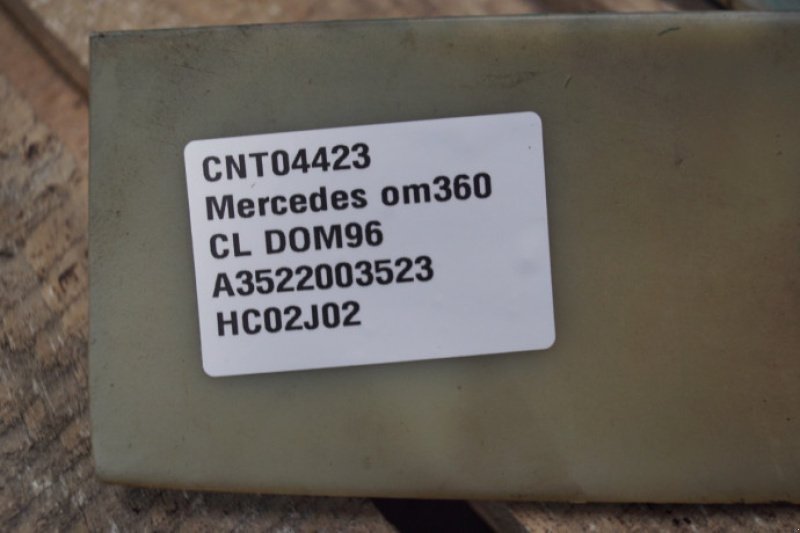 CNT04423
Mercedes om360
CL DOM96
A3522003523
HC02J02